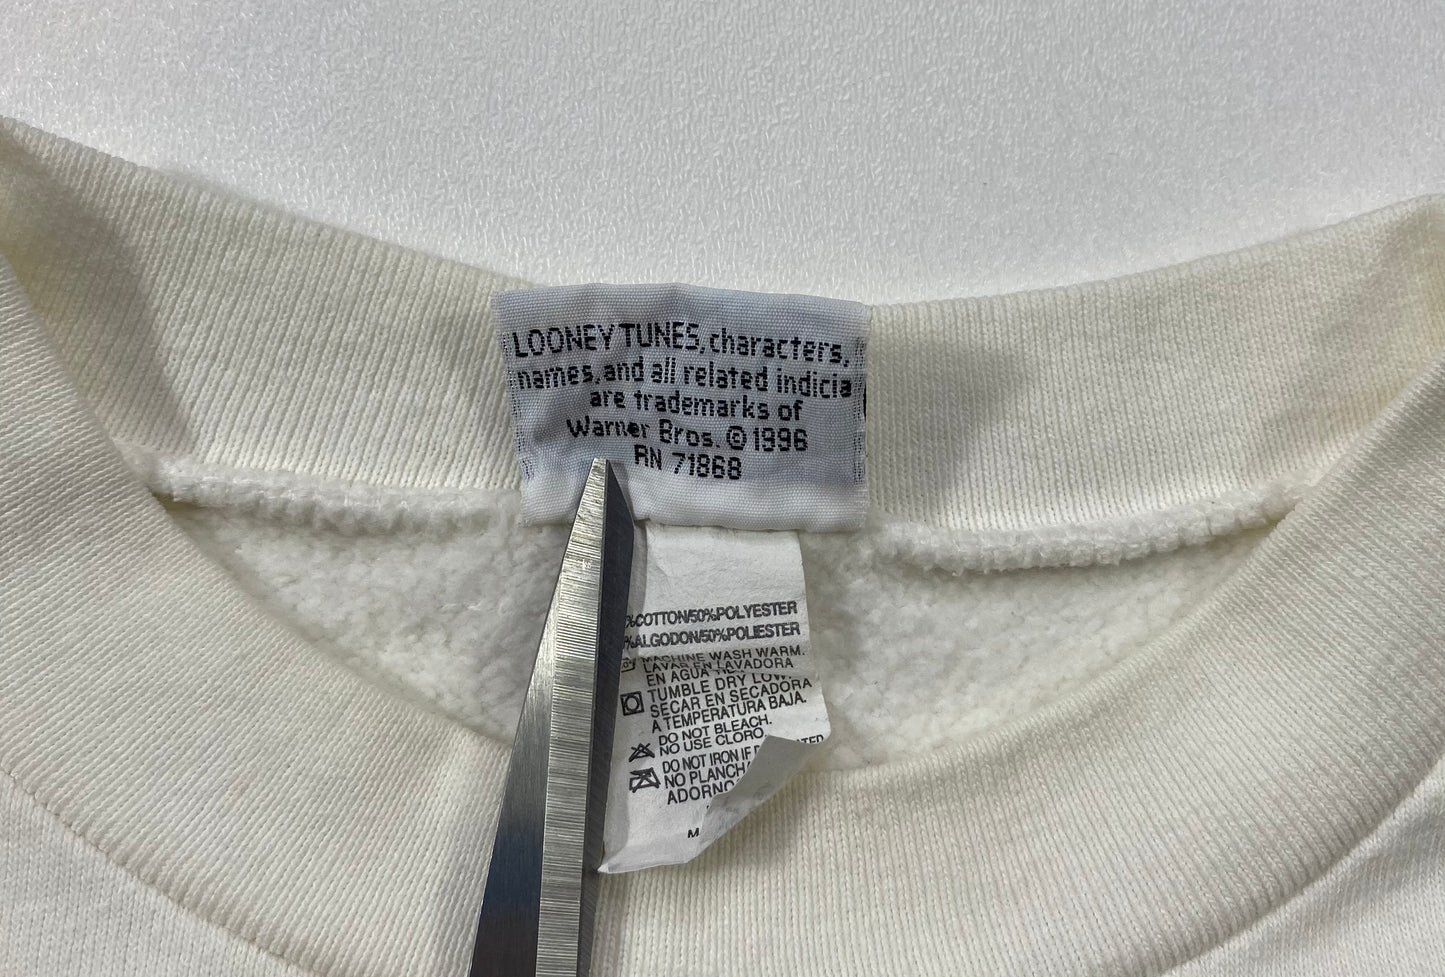 LOONEY TUNES, characters,
names, and all related indicia
are trademarks of
Warner Bros. © 1996
RN 71868
%COTTON/50%POLYESTER
%ALGODON/50%POLIESTER
MACHINE WASH WARM.
LAVAR EN LAVADORA
EN AGUA
TUMBLE DRY LOW.
SECAR EN SECADORA
A TEMPERATURA BAJA.
DO NOT BLEACH.
NO USE CLORO.
DO NOT IRON IF
NO PLANCH
ADORNO
M